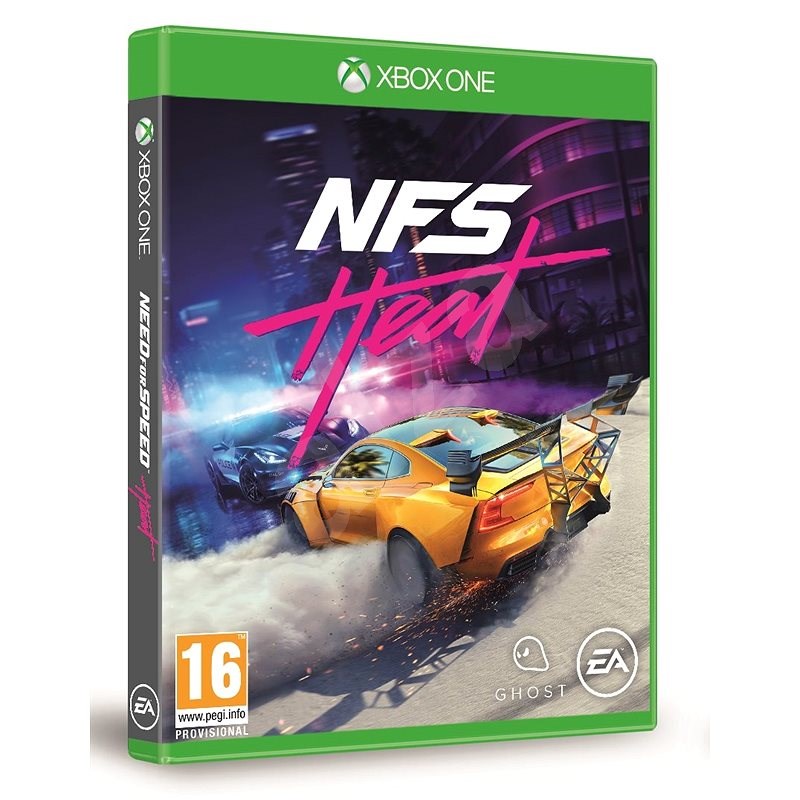 XBOX ONE
XBOX ONE
NEED FOR SPEED
Heat
NFS
Heat
16
www.pegi.info
PROVISIONAL
GHOST
EA
EA